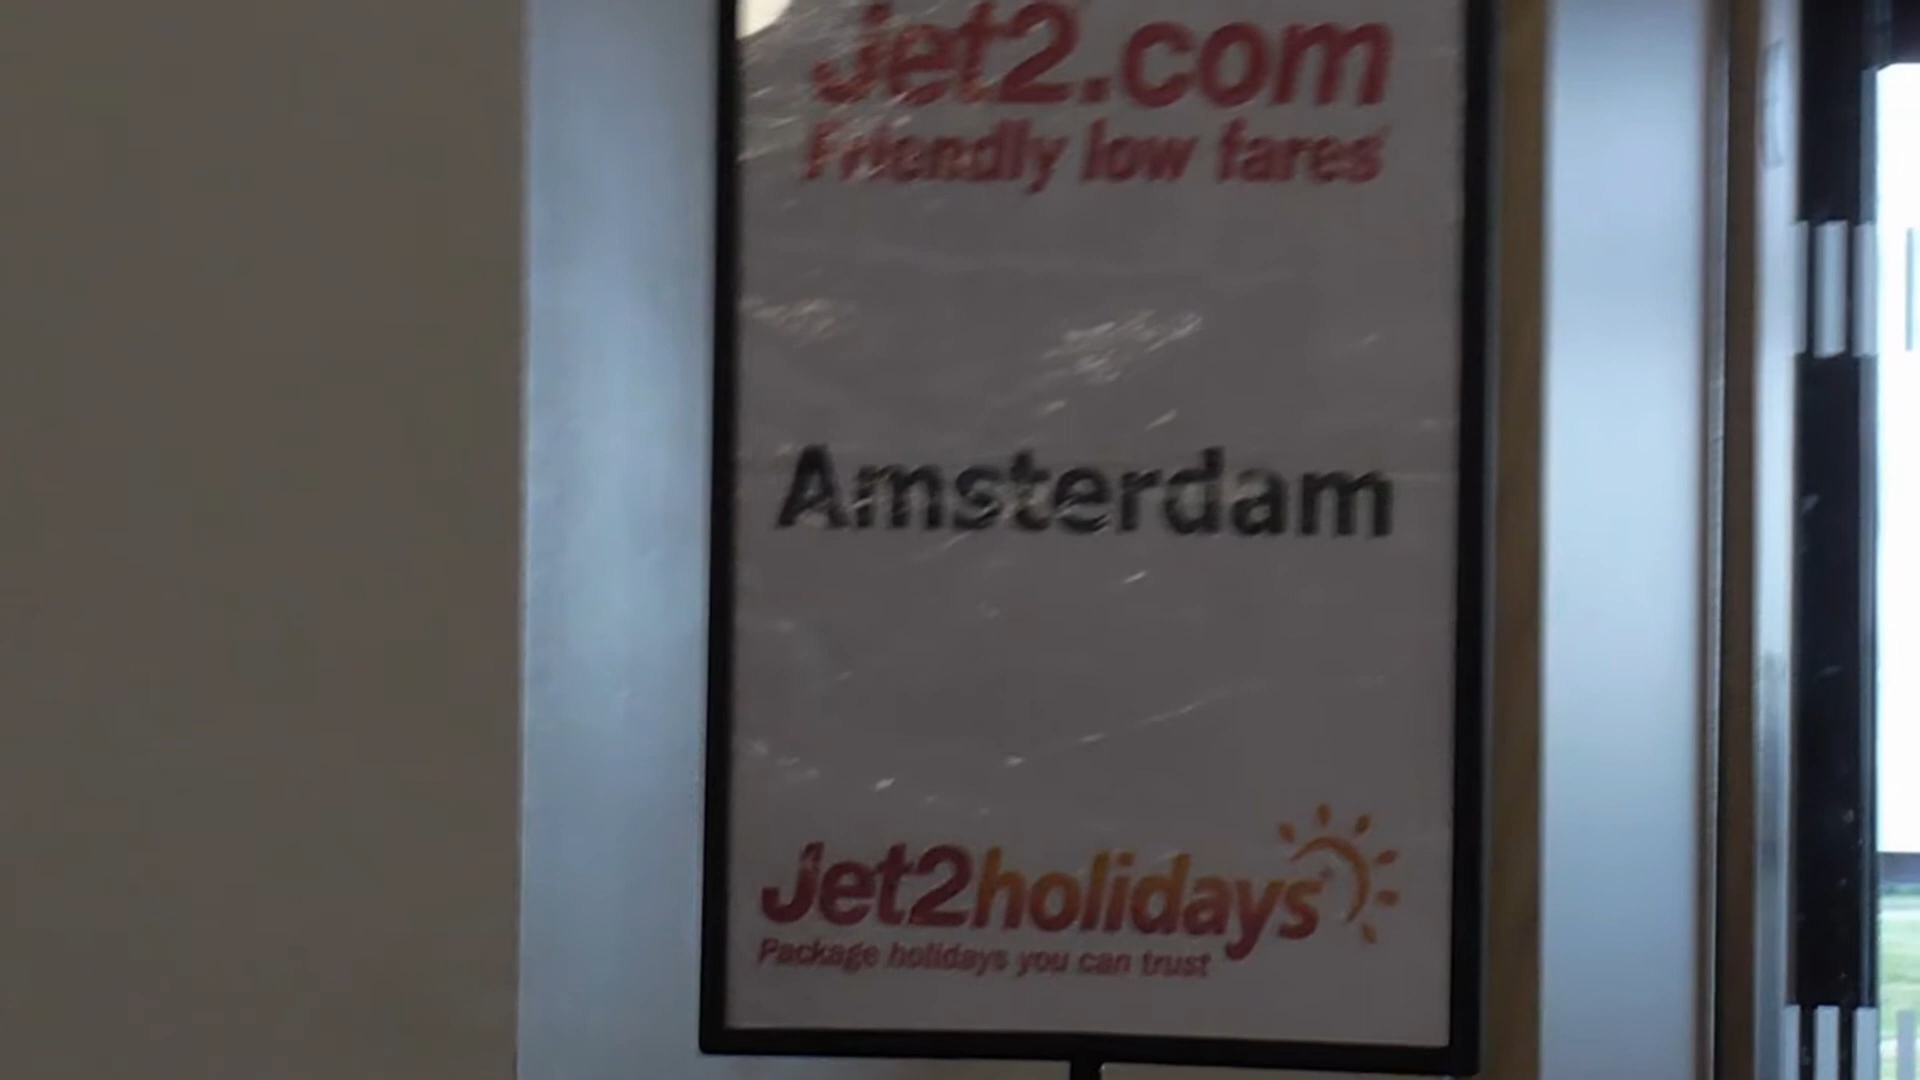 Jet2.com
Friendly low fares
Amsterdam
Jet2holidays
Package holidays you can trust